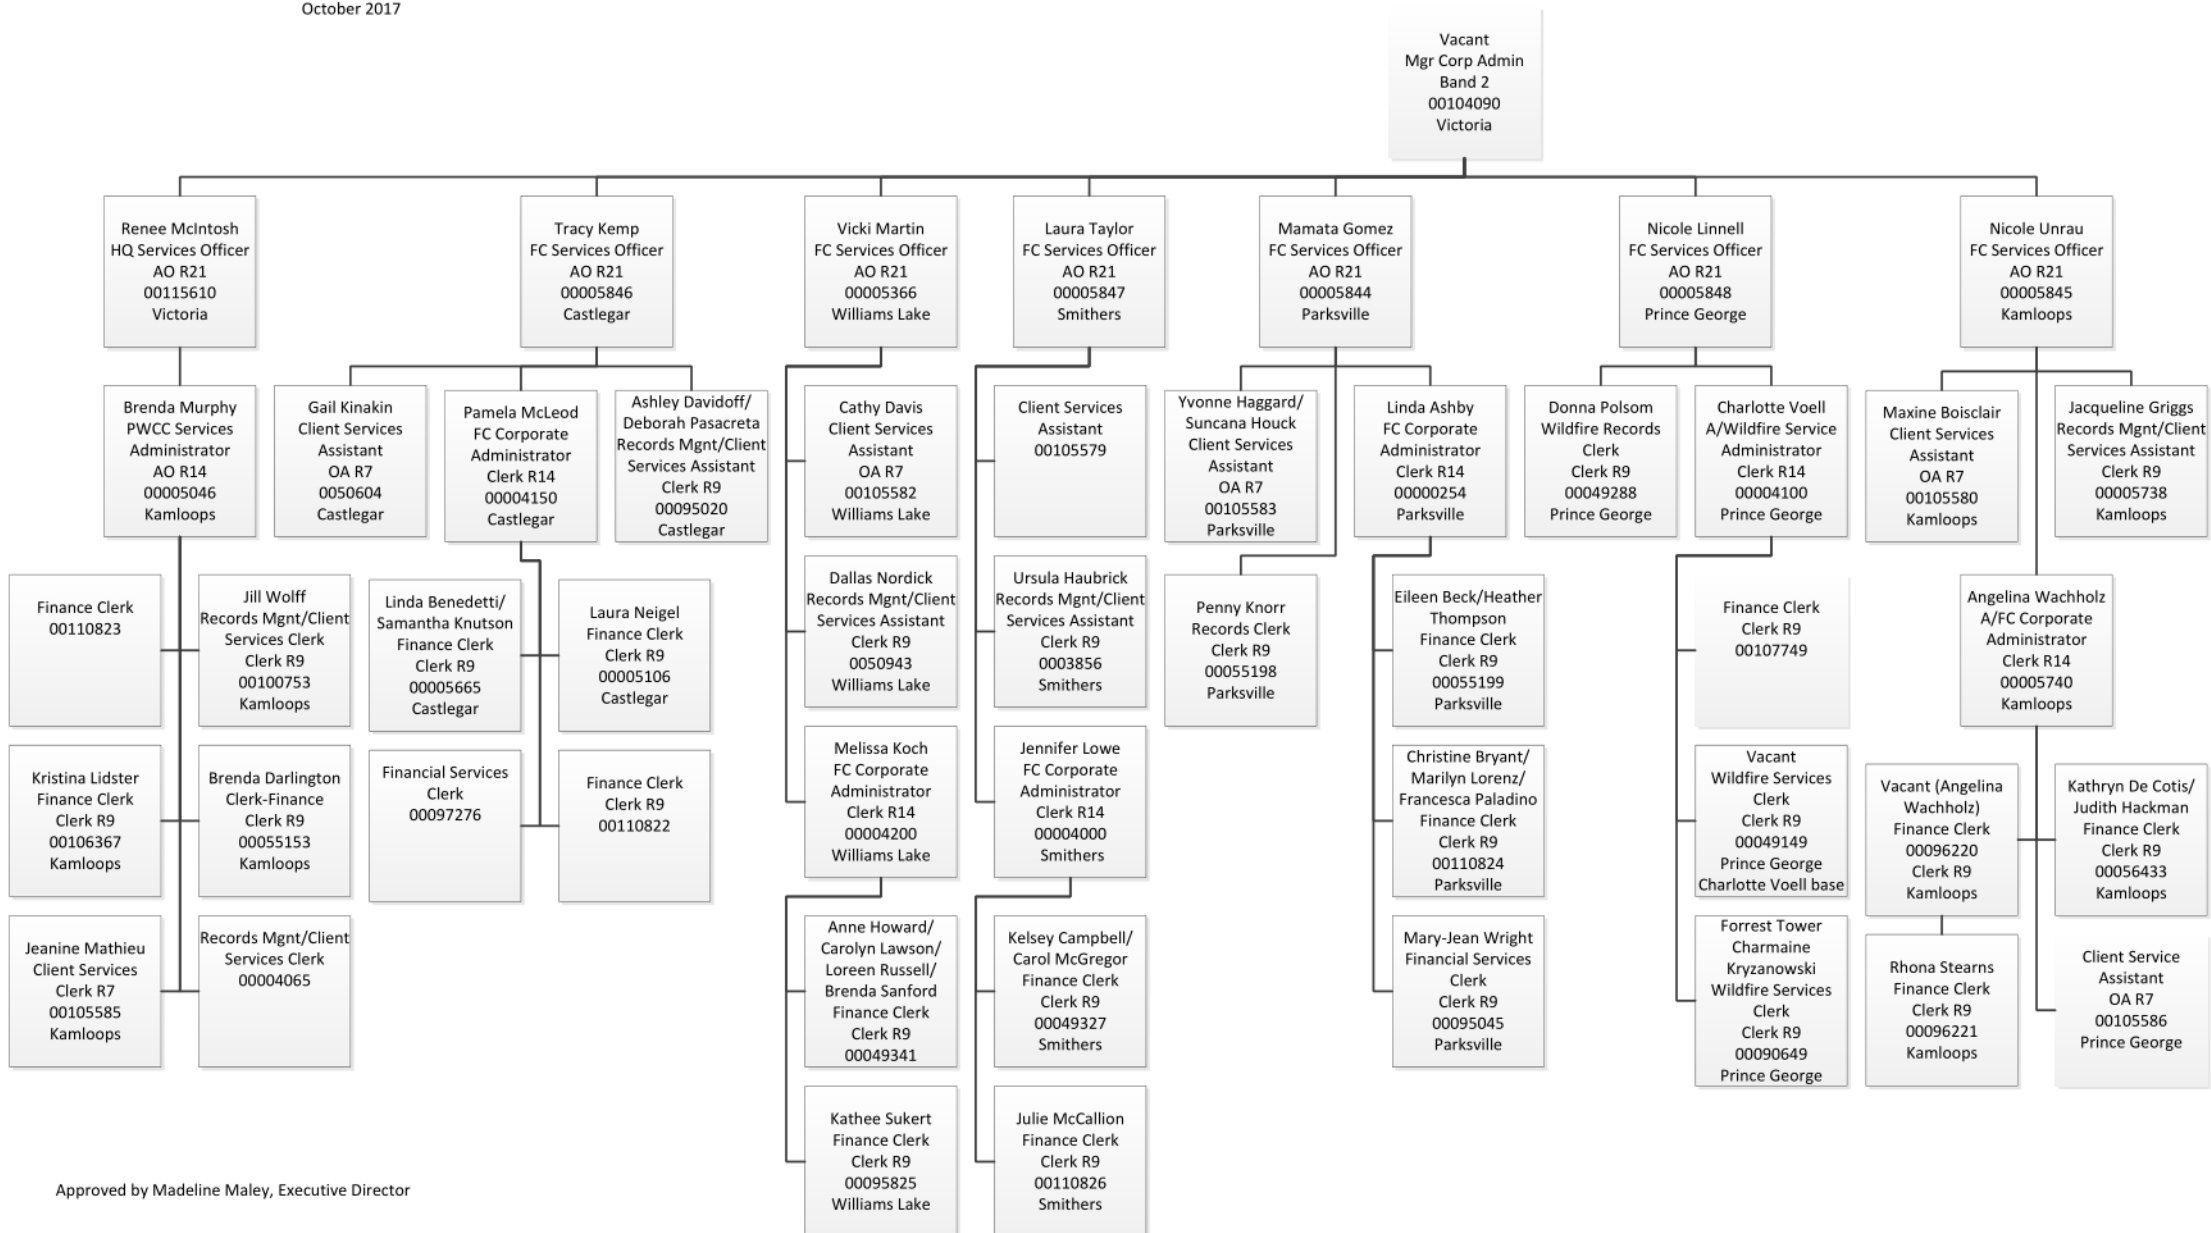 October 2017
Vacant
Mgr Corp Admin
Band 2
00104090
Victoria
Renee McIntosh
HQ Services Officer
AO R21
00115610
Victoria
Tracy Kemp
FC Services Officer
AO R21
00005846
Castlegar
Vicki Martin
FC Services Officer
AO R21
00005366
Williams Lake
Laura Taylor
FC Services Officer
AO R21
00005847
Smithers
Mamata Gomez
FC Services Officer
AO R21
00005844
Parksville
Nicole Linnell
FC Services Officer
AO R21
00005848
Prince George
Nicole Unrau
FC Services Officer
AO R21
00005845
Kamloops
Brenda Murphy
PWCC Services
Administrator
AO R14
00005046
Kamloops
Gail Kinakin
Client Services
Assistant
OA R7
0050604
Castlegar
Pamela McLeod
FC Corporate
Administrator
Clerk R14
00004150
Castlegar
Ashley Davidoff/
Deborah Pasacreta
Records Mgnt/Client
Services Assistant
Clerk R9
00095020
Castlegar
Cathy Davis
Client Services
Assistant
OA R7
00105582
Williams Lake
Client Services
Assistant
00105579
Yvonne Haggard/
Suncana Houck
Client Services
Assistant
OA R7
00105583
Parksville
Linda Ashby
FC Corporate
Administrator
Clerk R14
00000254
Parksville
Donna Polsom
Wildfire Records
Clerk
Clerk R9
00049288
Prince George
Charlotte Voell
A/Wildfire Service
Administrator
Clerk R14
00004100
Prince George
Maxine Boisclair
Client Services
Assistant
OA R7
00105580
Kamloops
Jacqueline Griggs
Records Mgnt/Client
Services Assistant
Clerk R9
00005738
Kamloops
Finance Clerk
00110823
Jill Wolff
Records Mgnt/Client
Services Clerk
Clerk R9
00100753
Kamloops
Linda Benedetti/
Samantha Knutson
Finance Clerk
Clerk R9
00005665
Castlegar
Laura Neigel
Finance Clerk
Clerk R9
00005106
Castlegar
Dallas Nordick
Records Mgnt/Client
Services Assistant
Clerk R9
0050943
Williams Lake
Ursula Haubrick
Records Mgnt/Client
Services Assistant
Clerk R9
0003856
Smithers
Penny Knorr
Records Clerk
Clerk R9
00055198
Parksville
Eileen Beck/Heather
Thompson
Finance Clerk
Clerk R9
00055199
Parksville
Finance Clerk
Clerk R9
00107749
Angelina Wachholz
A/FC Corporate
Administrator
Clerk R14
00005740
Kamloops
Kristina Lidster
Finance Clerk
Clerk R9
00106367
Kamloops
Brenda Darlington
Clerk-Finance
Clerk R9
00055153
Kamloops
Financial Services
Clerk
00097276
Finance Clerk
Clerk R9
00110822
Melissa Koch
FC Corporate
Administrator
Clerk R14
00004200
Williams Lake
Jennifer Lowe
FC Corporate
Administrator
Clerk R14
00004000
Smithers
Christine Bryant/
Marilyn Lorenz/
Francesca Paladino
Finance Clerk
Clerk R9
00110824
Parksville
Vacant
Wildfire Services
Clerk
Clerk R9
00049149
Prince George
Charlotte Voell base
Vacant (Angelina
Wachholz)
Finance Clerk
00096220
Clerk R9
Kamloops
Kathryn De Cotis/
Judith Hackman
Finance Clerk
Clerk R9
00056433
Kamloops
Jeanine Mathieu
Client Services
Clerk R7
00105585
Kamloops
Records Mgnt/Client
Services Clerk
00004065
Anne Howard/
Carolyn Lawson/
Loreen Russell/
Brenda Sanford
Finance Clerk
Clerk R9
00049341
Kelsey Campbell/
Carol McGregor
Finance Clerk
Clerk R9
00049327
Smithers
Mary-Jean Wright
Financial Services
Clerk
Clerk R9
00095045
Parksville
Forrest Tower
Charmaine
Kryzanowski
Wildfire Services
Clerk
Clerk R9
00090649
Prince George
Rhona Stearns
Finance Clerk
Clerk R9
00096221
Kamloops
Client Service
Assistant
OA R7
00105586
Prince George
Kathee Sukert
Finance Clerk
Clerk R9
00095825
Williams Lake
Julie McCallion
Finance Clerk
Clerk R9
00110826
Smithers
Approved by Madeline Maley, Executive Director